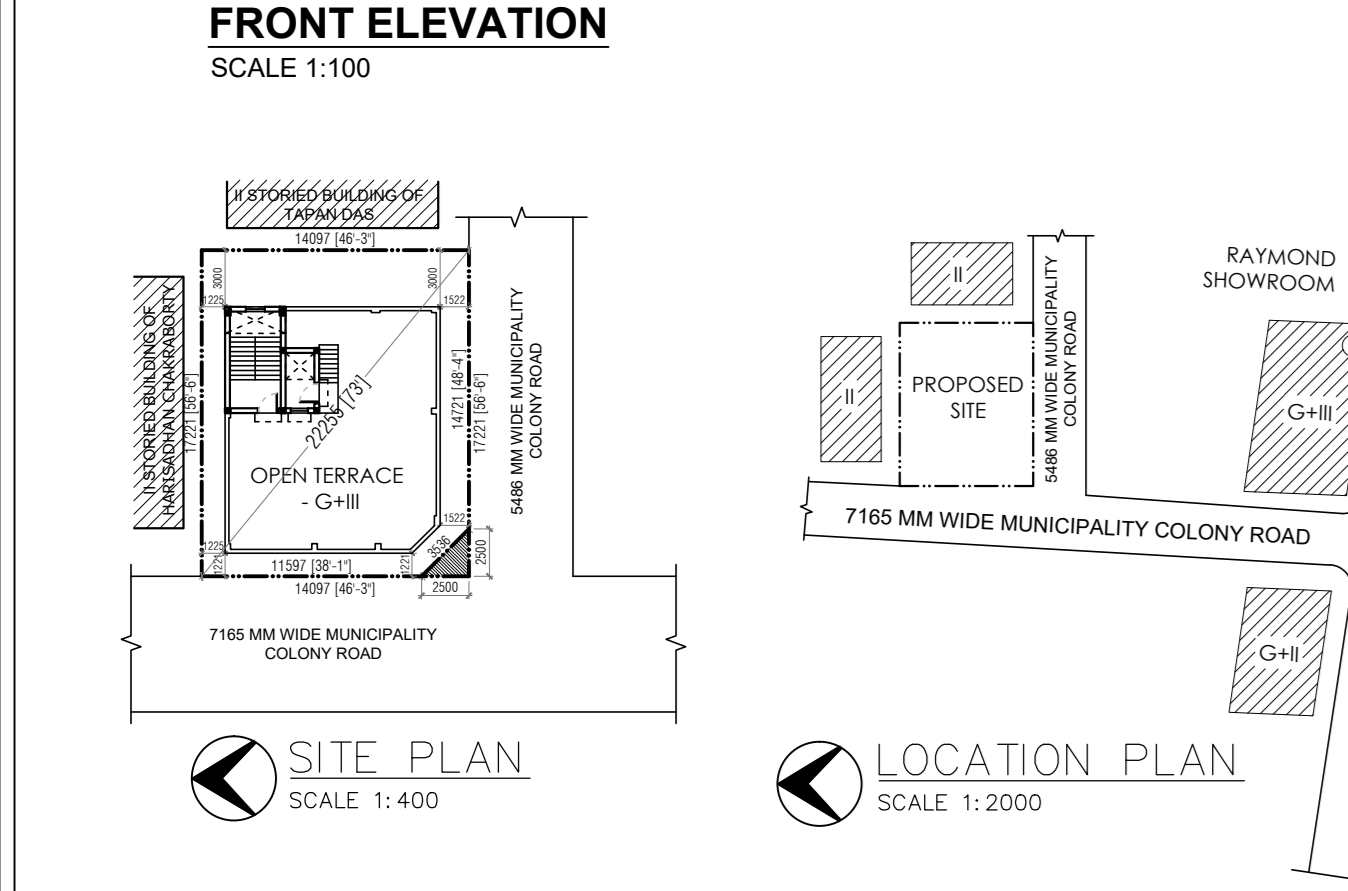 FRONT ELEVATION
SCALE 1:100
II STORIED BUILDING OF
TAPAN DAS
14097 [46'-3"]
3000
3000
1225
1522
II STORIED BUILDING OF
HARISADHAN CHAKRABORTY
17221 [56'-6"]
22255 [73']
14721 [48'-4"]
17221 [56'-6"]
5486 MM WIDE MUNICIPALITY
COLONY ROAD
OPEN TERRACE
- G+III
1522
3536
2500
1225
1221
11597 [38'-1"]
1221
14097 [46'-3"]
2500
7165 MM WIDE MUNICIPALITY
COLONY ROAD
SITE PLAN
SCALE 1:400
II
II
PROPOSED
SITE
5486 MM WIDE MUNICIPALITY
COLONY ROAD
RAYMOND
SHOWROOM
G+III
7165 MM WIDE MUNICIPALITY COLONY ROAD
G+II
LOCATION PLAN
SCALE 1:2000